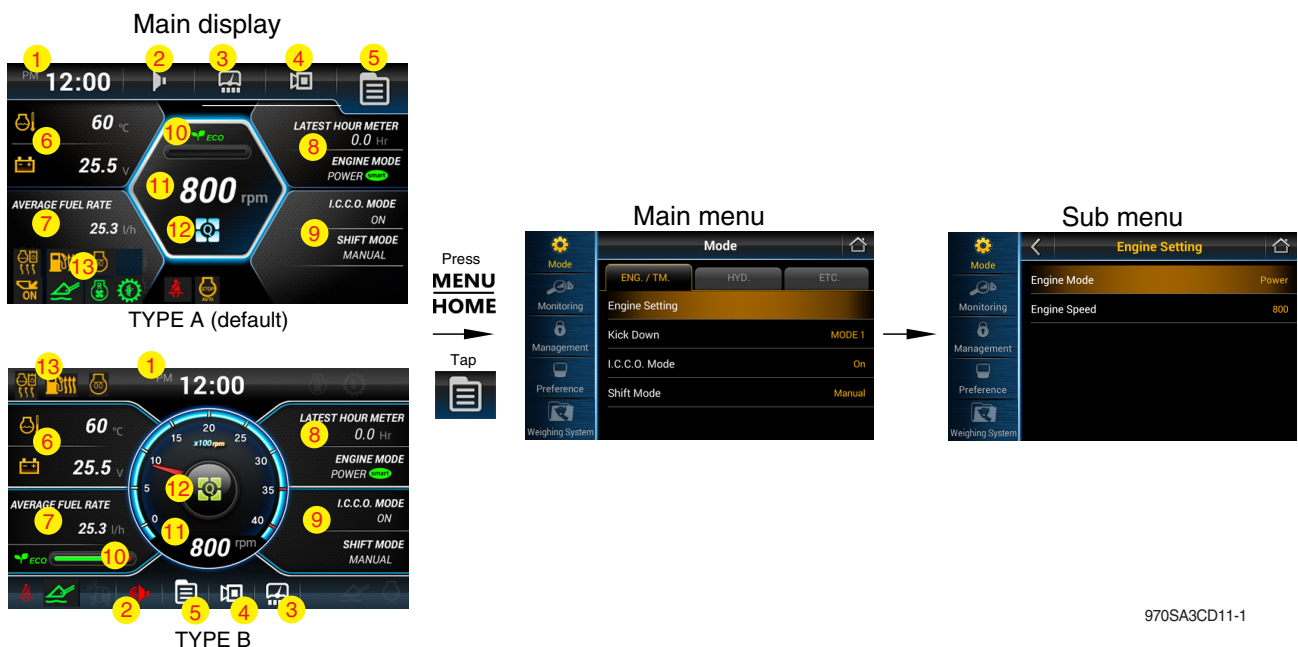 Main display
1
2
3
4
5
PM 12:00
6
60 °C
25.5 V
10
ECO
LATEST HOUR METER
8
0.0 Hr
ENGINE MODE
POWER smart
11
800 rpm
AVERAGE FUEL RATE
7
25.3 l/h
12
I.C.C.O. MODE
ON
9
SHIFT MODE
MANUAL
13
ON
STOP
AUTO
TYPE A (default)
13
1
PM 12:00
6
60 °C
25.5 V
x100 rpm
0
5
10
15
20
25
30
35
40
LATEST HOUR METER
8
0.0 Hr
ENGINE MODE
POWER smart
12
AVERAGE FUEL RATE
7
25.3 l/h
ECO
10
11
800 rpm
I.C.C.O. MODE
9
ON
SHIFT MODE
MANUAL
2
5
4
3
TYPE B
Press
MENU
HOME
Tap
Main menu
Mode
Monitoring
Management
Preference
Weighing System
Mode
ENG. / TM.
HYD.
ETC.
Engine Setting
Kick Down MODE 1
I.C.C.O. Mode On
Shift Mode Manual
Sub menu
Mode
Monitoring
Management
Preference
Weighing System
Engine Setting
Engine Mode Power
Engine Speed 800
970SA3CD11-1